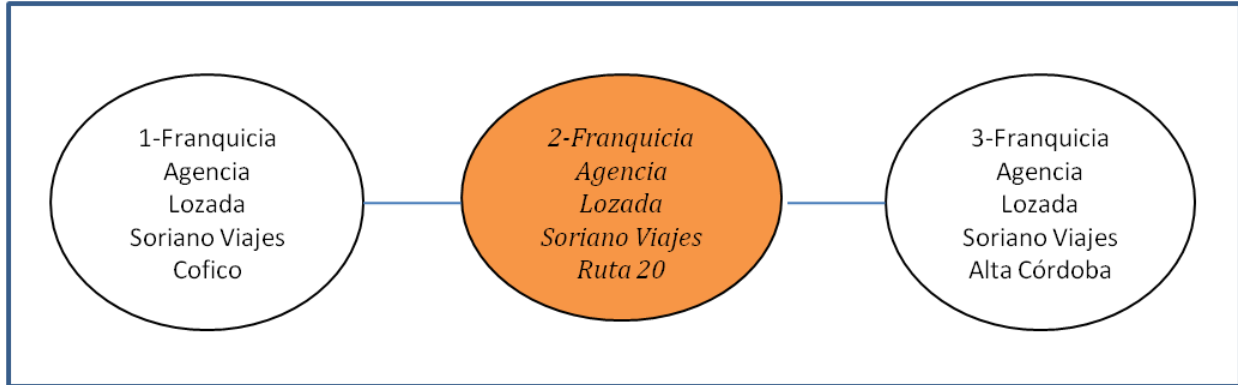 1-Franquicia
Agencia
Lozada
Soriano Viajes
Cofico
2-Franquicia
Agencia
Lozada
Soriano Viajes
Ruta 20
3-Franquicia
Agencia
Lozada
Soriano Viajes
Alta Córdoba